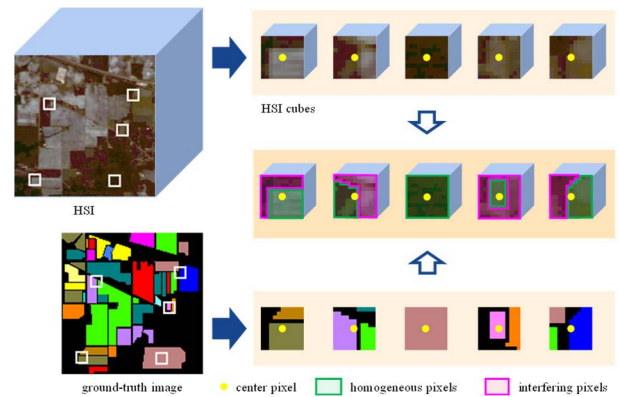 HSI cubes
HSI
ground-truth image
center pixel
homogeneous pixels
interfering pixels